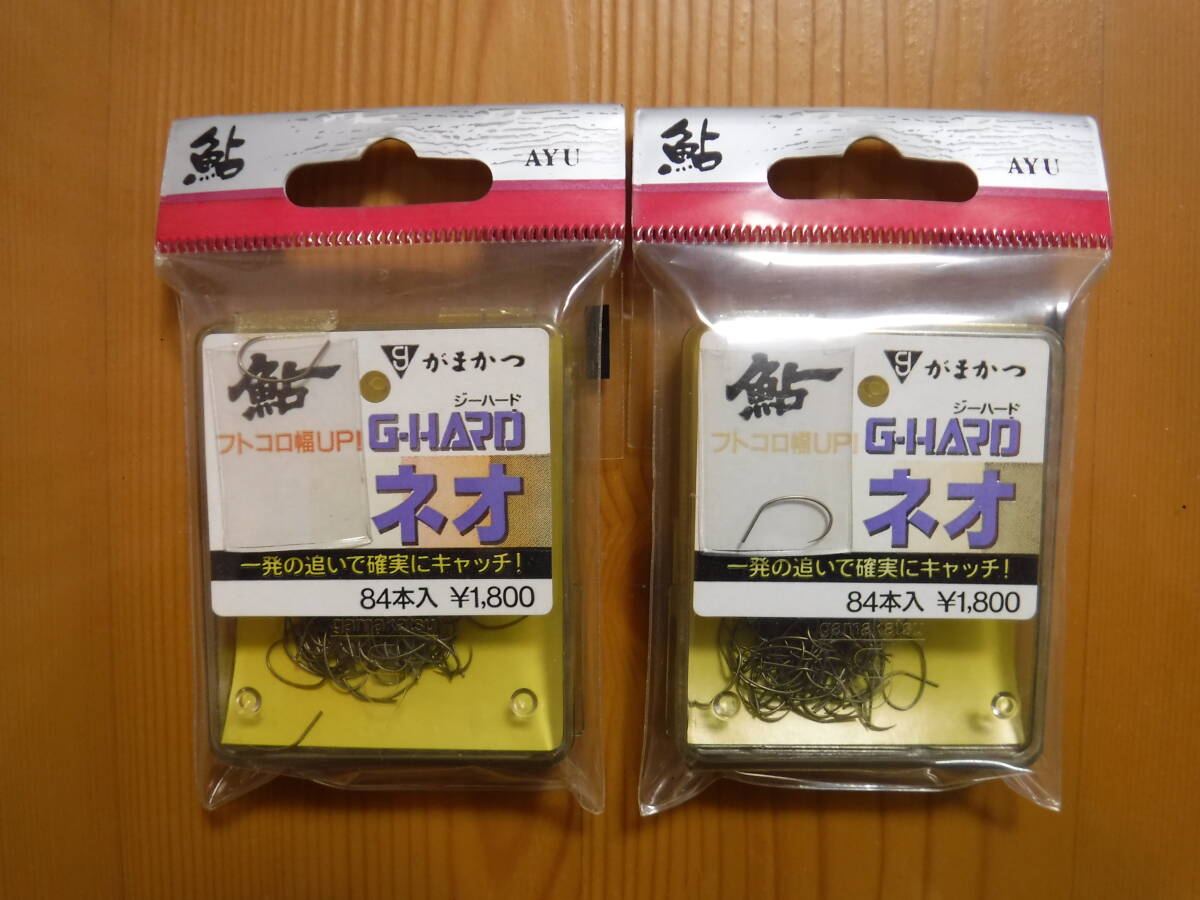 鮎 AYU
鮎
がまかつ
ジーハード
フトコロ幅UP! G-HARD
ネオ
一発の追いで確実にキャッチ!
84本入 ¥1,800
gamakatsu
鮎 AYU
鮎
がまかつ
ジーハード
フトコロ幅UP! G-HARD
ネオ
一発の追いで確実にキャッチ!
84本入 ¥1,800
gamakatsu